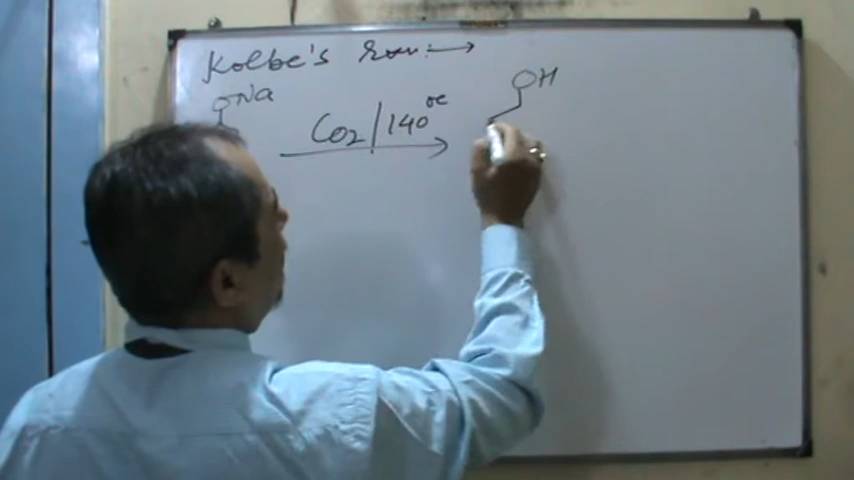 Kolbe's rxn: →
ONa CO2/140°C → OH